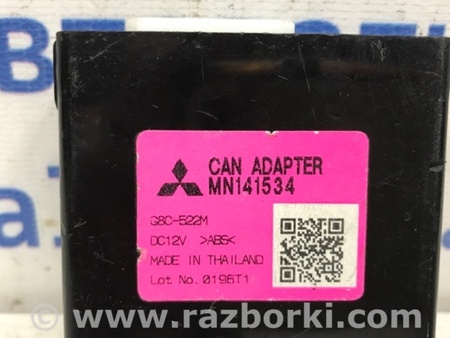 CAN ADAPTER
MN141534
G8C-522M
DC12V >ABS<
MADE IN THAILAND
Lot No. 0196T1
www.razborki.com